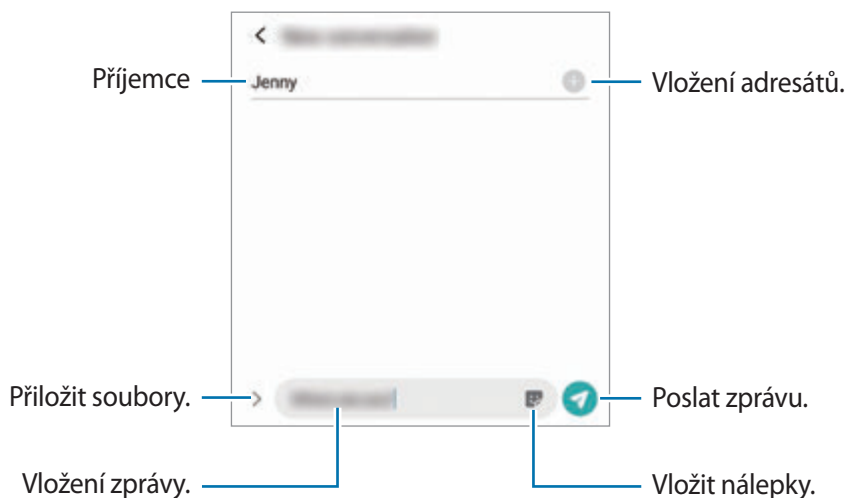 Příjemce
Jenny
Vložení adresátů.
Přiložit soubory.
Poslat zprávu.
Vložení zprávy.
Vložit nálepky.